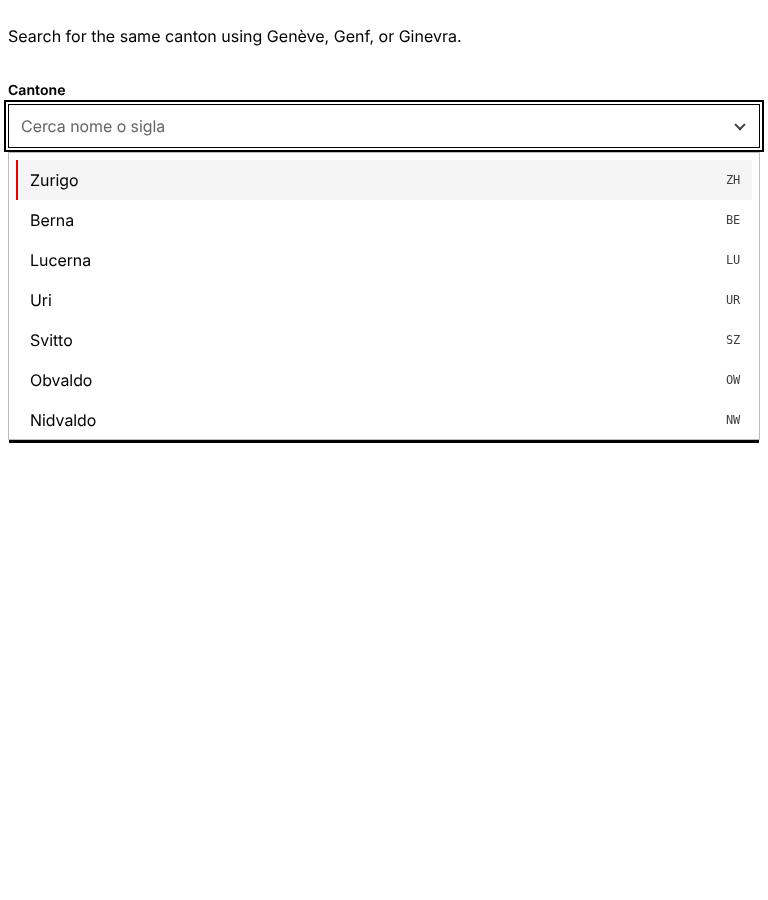 Search for the same canton using Genève, Genf, or Ginevra.
Cantone
Cerca nome o sigla
Zurigo ZH
Berna BE
Lucerna LU
Uri UR
Svitto SZ
Obvaldo OW
Nidvaldo NW